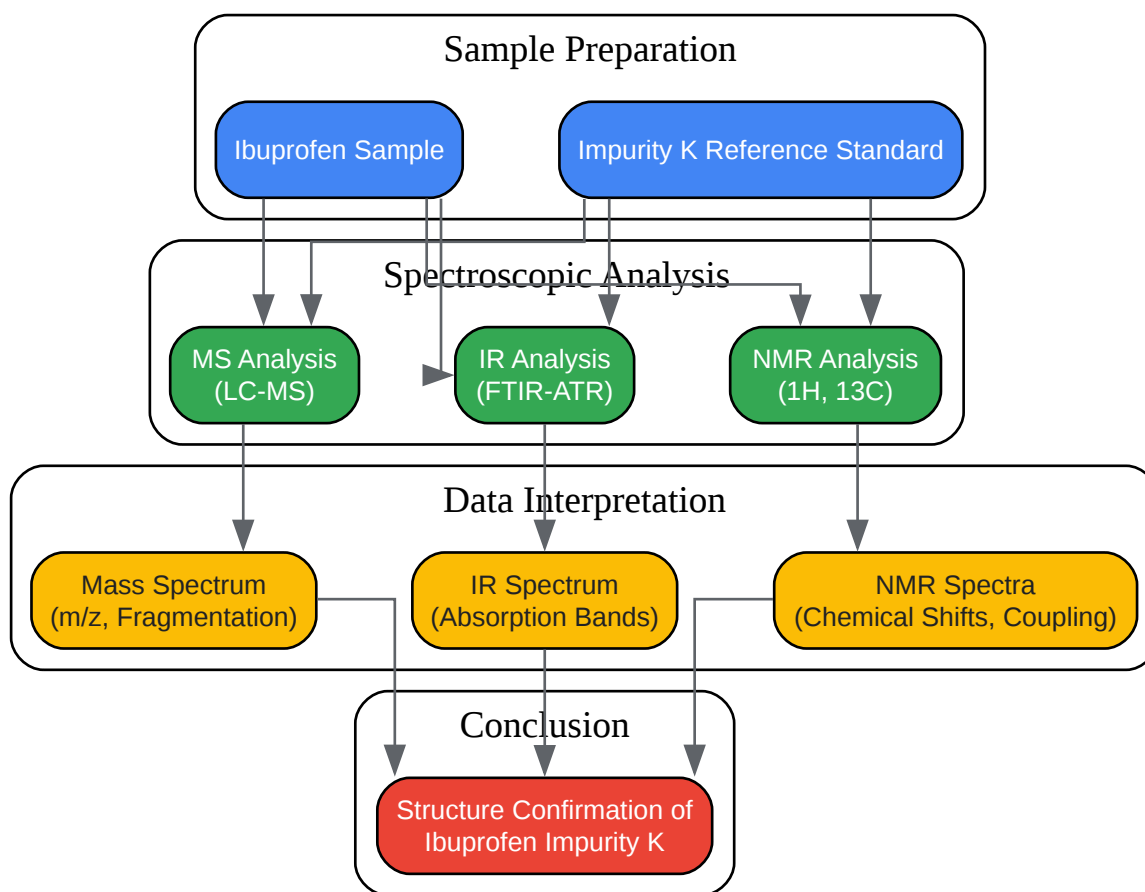 Sample Preparation
Ibuprofen Sample
Impurity K Reference Standard
Spectroscopic Analysis
MS Analysis
(LC-MS)
IR Analysis
(FTIR-ATR)
NMR Analysis
(1H, 13C)
Data Interpretation
Mass Spectrum
(m/z, Fragmentation)
IR Spectrum
(Absorption Bands)
NMR Spectra
(Chemical Shifts, Coupling)
Conclusion
Structure Confirmation of
Ibuprofen Impurity K